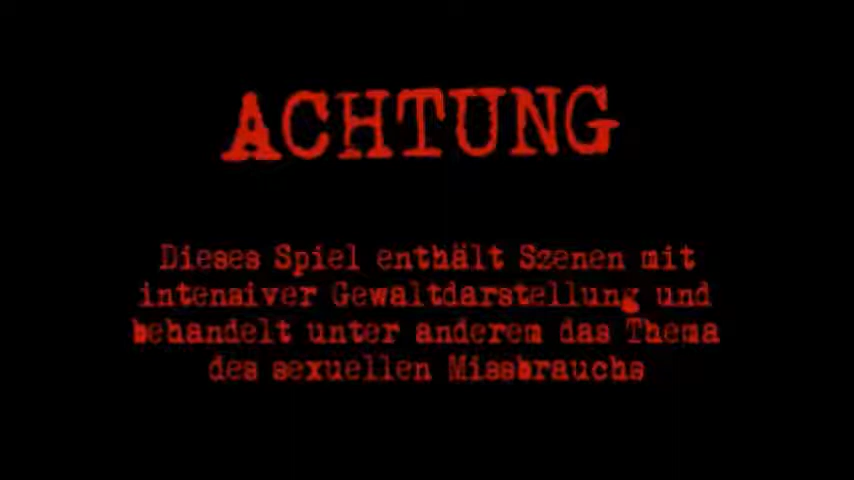 ACHTUNG
Dieses Spiel enthält Szenen mit
intensiver Gewaltdarstellung und
behandelt unter anderem das Thema
des sexuellen Missbrauchs